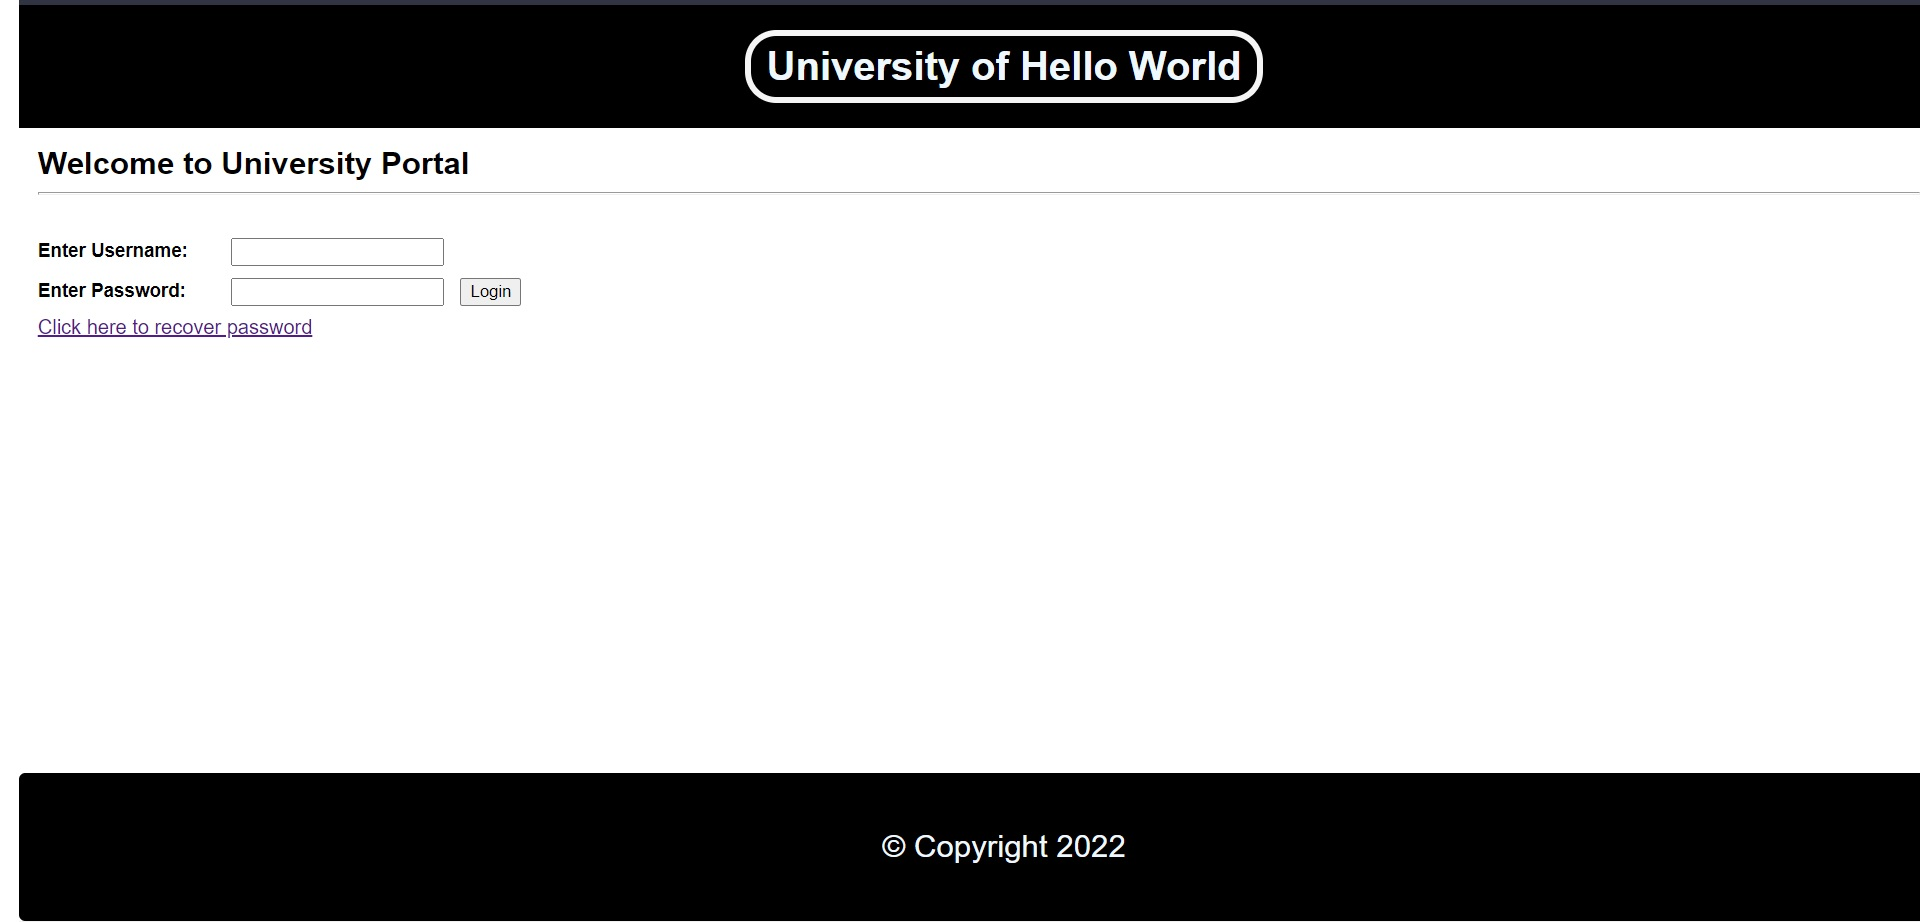 University of Hello World
Welcome to University Portal
Enter Username:
Enter Password: Login
Click here to recover password
© Copyright 2022